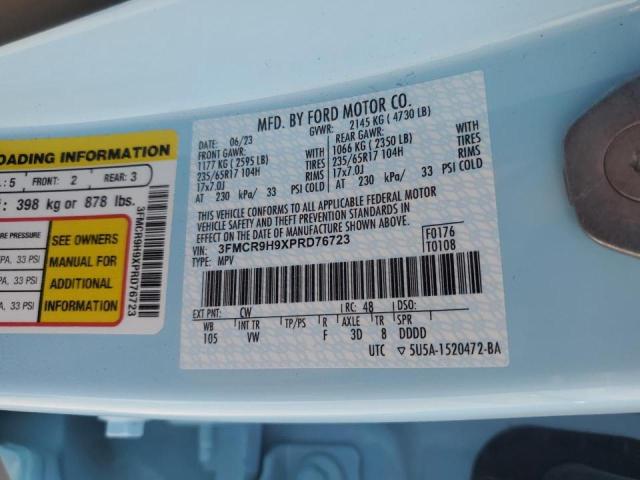 MFD. BY FORD MOTOR CO.
DATE: 06/23
GVWR: 2145 KG ( 4730 LB)
FRONT GAWR:
1177 KG ( 2595 LB)
235/65R17 104H TIRES
17x7.0J RIMS
AT 230 kPa/ 33 PSI COLD
REAR GAWR:
1066 KG ( 2350 LB)
235/65R17 104H TIRES
17x7.0J RIMS
AT 230 kPa/ 33 PSI COLD
THIS VEHICLE CONFORMS TO ALL APPLICABLE FEDERAL MOTOR
VEHICLE SAFETY AND THEFT PREVENTION STANDARDS IN EFFECT
ON THE DATE OF MANUFACTURE SHOWN ABOVE.
VIN: 3FMCR9H9XPRD76723
TYPE: MPV
F0176
T0108
EXT PNT: CW RC: 48 DSO:
WB INT TR TP/PS R AXLE TR SPR
105 VW F 3D 8 DDDD
UTC ▽5U5A-1520472-BA
LOADING INFORMATION
: 5 FRONT: 2 REAR: 3
398 kg or 878 lbs.
PRESSURE
PA, 33 PSI
PA, 33 PSI
PA, 33 PSI
SEE OWNERS
MANUAL FOR
ADDITIONAL
INFORMATION
3FMCR9H9XPRD76723